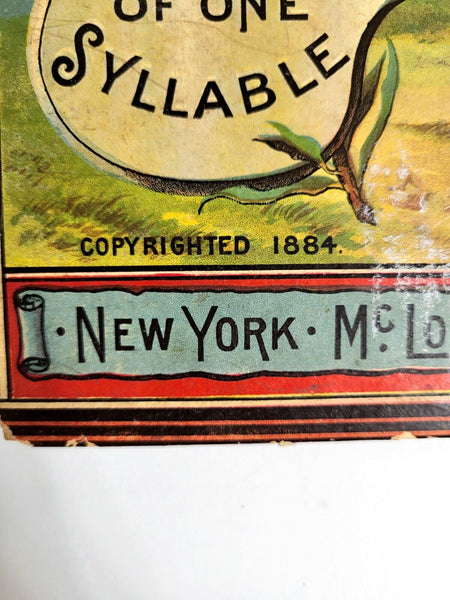 OF ONE
SYLLABLE
COPYRIGHTED 1884.
· NEW YORK · Mc. Lo